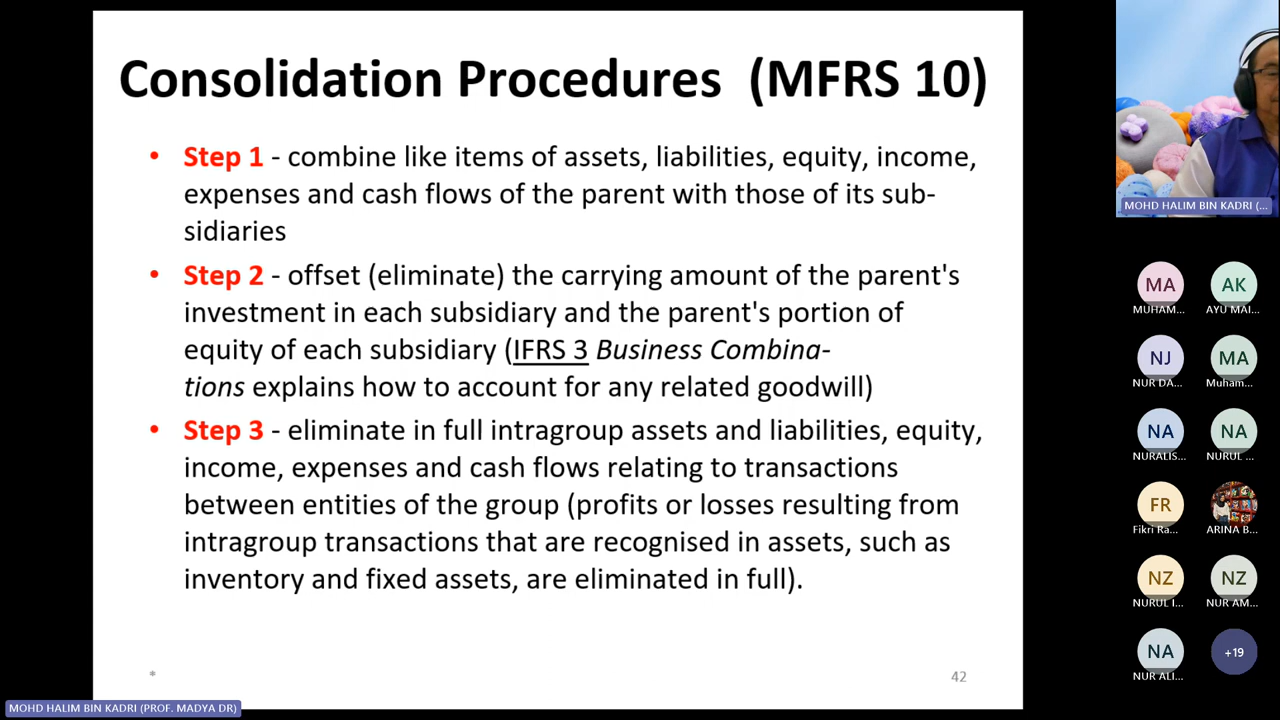 Consolidation Procedures (MFRS 10)
• Step 1 - combine like items of assets, liabilities, equity, income,
expenses and cash flows of the parent with those of its sub-
sidiaries
• Step 2 - offset (eliminate) the carrying amount of the parent's
investment in each subsidiary and the parent's portion of
equity of each subsidiary (IFRS 3 Business Combina-
tions explains how to account for any related goodwill)
• Step 3 - eliminate in full intragroup assets and liabilities, equity,
income, expenses and cash flows relating to transactions
between entities of the group (profits or losses resulting from
intragroup transactions that are recognised in assets, such as
inventory and fixed assets, are eliminated in full).
*
42
MOHD HALIM BIN KADRI (PROF. MADYA DR)
MOHD HALIM BIN KADRI (...
MA
AK
MUHAM...
AYU MAI...
NJ
MA
NUR DA...
Muham...
NA
NA
NURALIS...
NURUL ...
FR
Fikri Ra...
ARINA B...
NZ
NZ
NURUL I...
NUR AM...
NA
+19
NUR ALI...